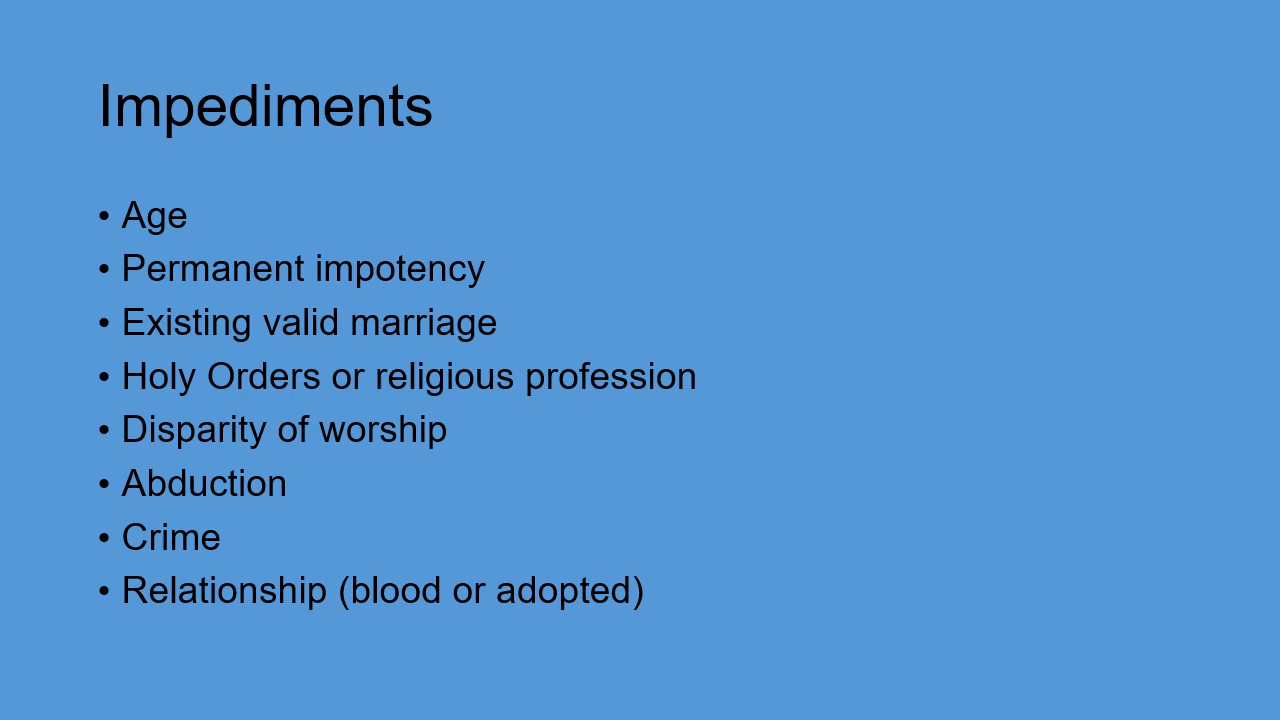 Impediments
• Age
• Permanent impotency
• Existing valid marriage
• Holy Orders or religious profession
• Disparity of worship
• Abduction
• Crime
• Relationship (blood or adopted)